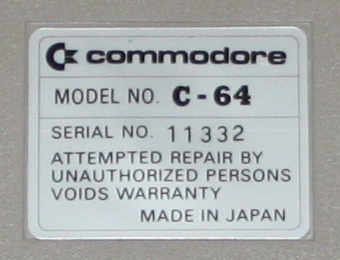 commodore
MODEL NO. C-64
SERIAL NO. 11332
ATTEMPTED REPAIR BY
UNAUTHORIZED PERSONS
VOIDS WARRANTY
MADE IN JAPAN